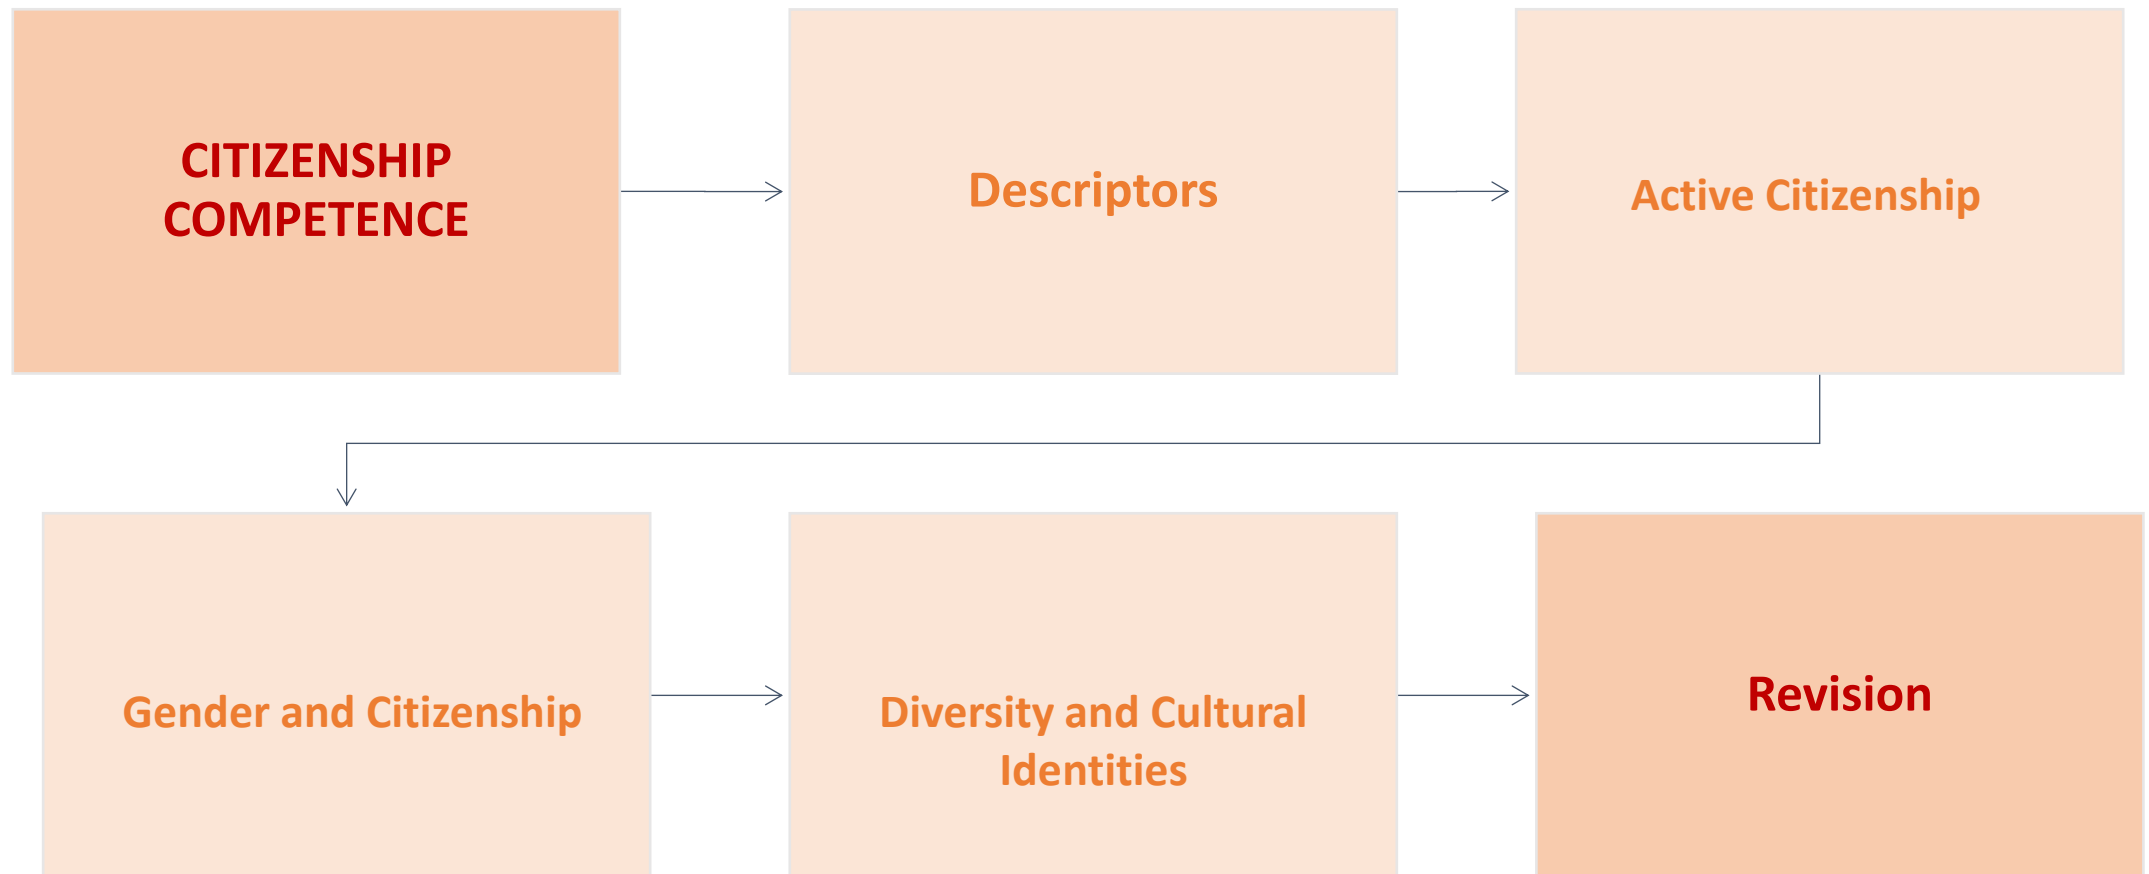 CITIZENSHIP
COMPETENCE
Descriptors
Active Citizenship
Gender and Citizenship
Diversity and Cultural
Identities
Revision